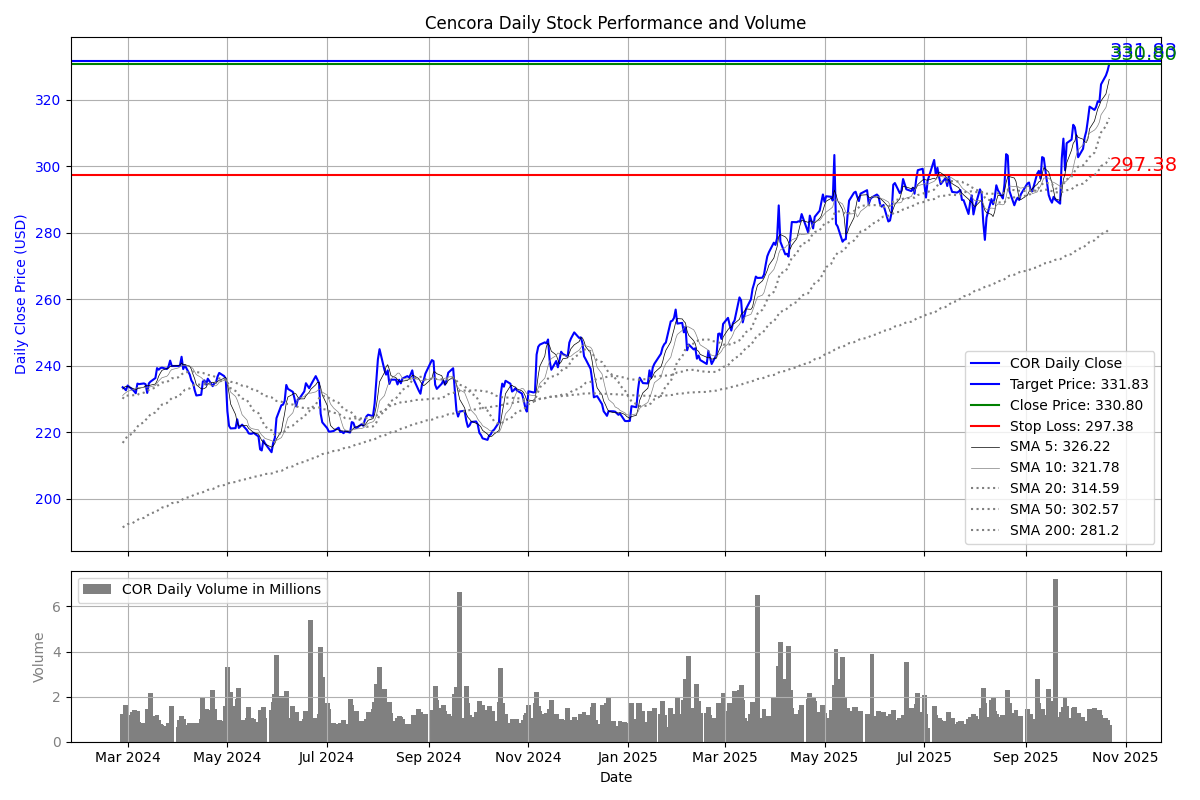 Cencora Daily Stock Performance and Volume
331.83
330.80
320
300
297.38
280
260
240
220
200
Daily Close Price (USD)
COR Daily Close
Target Price: 331.83
Close Price: 330.80
Stop Loss: 297.38
SMA 5: 326.22
SMA 10: 321.78
SMA 20: 314.59
SMA 50: 302.57
SMA 200: 281.2
COR Daily Volume in Millions
6
4
2
0
Volume
Mar 2024 May 2024 Jul 2024 Sep 2024 Nov 2024 Jan 2025 Mar 2025 May 2025 Jul 2025 Sep 2025 Nov 2025
Date